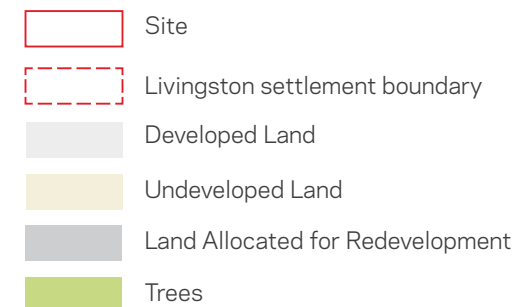 Site
Livingston settlement boundary
Developed Land
Undeveloped Land
Land Allocated for Redevelopment
Trees